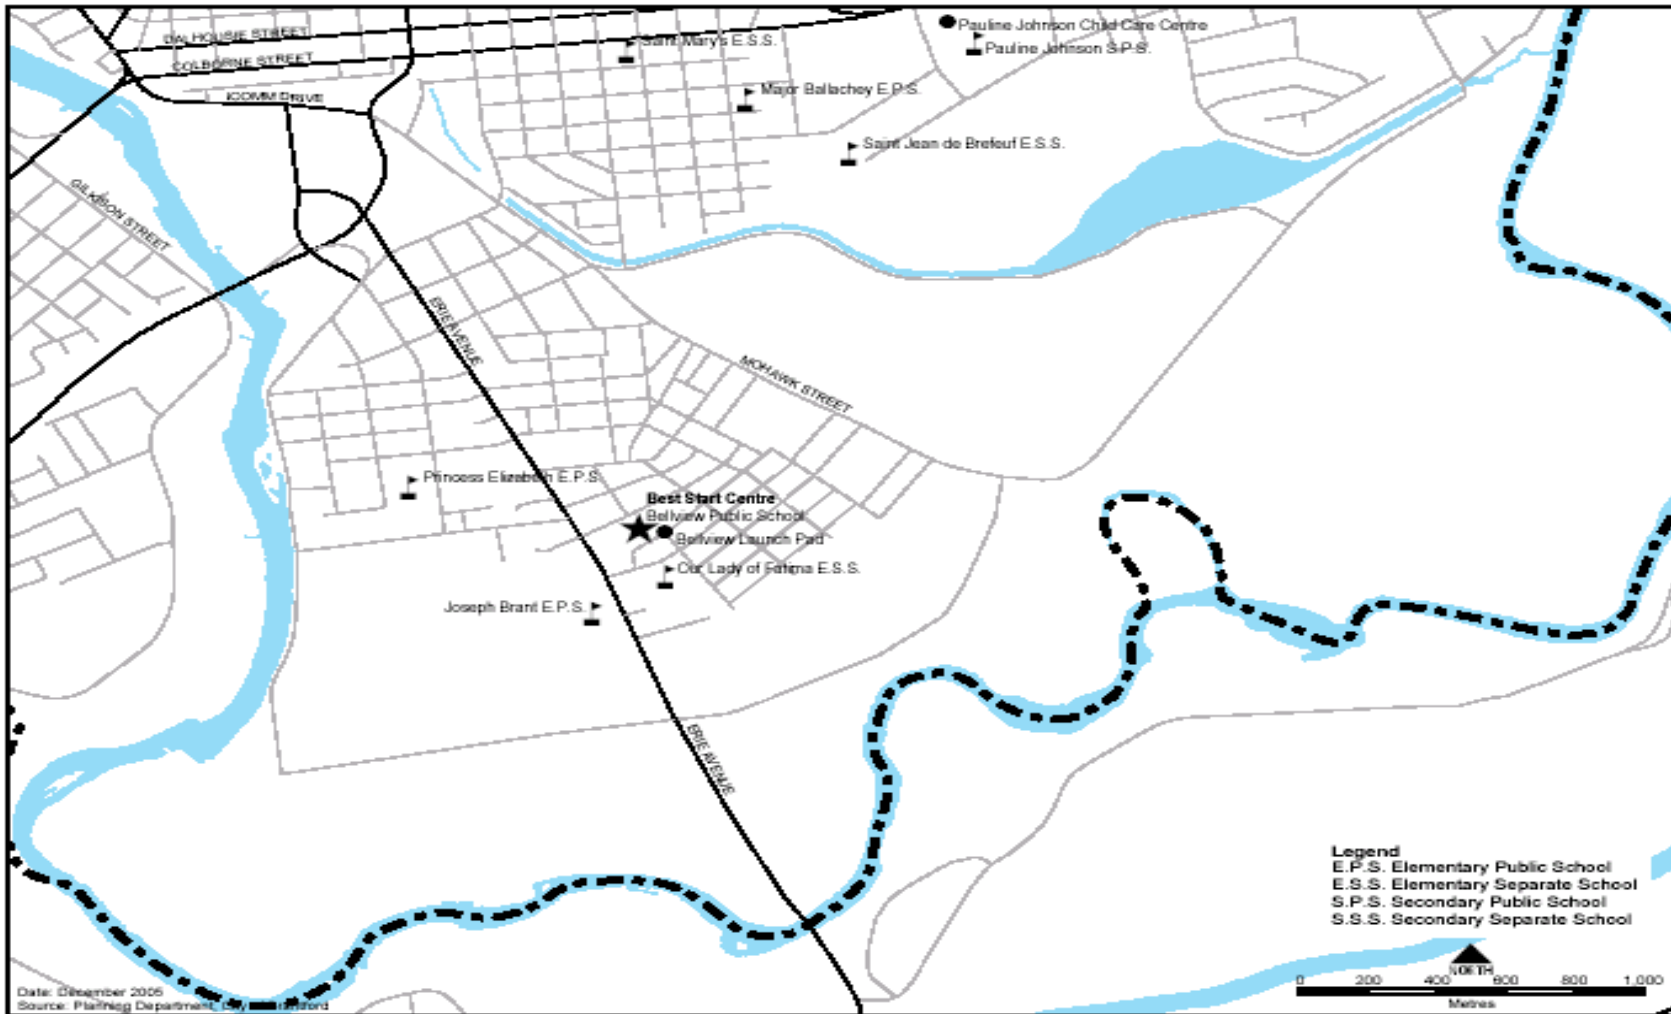 DALHOUSIE STREET
COLBORNE STREET
ICOMM DRIVE
GILKISON STREET
Saint Mary's E.S.S.
Pauline Johnson Child Care Centre
Pauline Johnson S.P.S.
Major Ballachey E.P.S.
Saint Jean de Brefeuf E.S.S.
ERIE AVENUE
MOHAWK STREET
Princess Elizabeth E.P.S.
Best Start Centre
Bellview Public School
Bellview Launch Pad
Our Lady of Fatima E.S.S.
Joseph Brant E.P.S.
ERIE AVENUE
Legend
E.P.S. Elementary Public School
E.S.S. Elementary Separate School
S.P.S. Secondary Public School
S.S.S. Secondary Separate School
NORTH
0 200 400 600 800 1,000
Metres
Date: December 2005
Source: Planning Department,